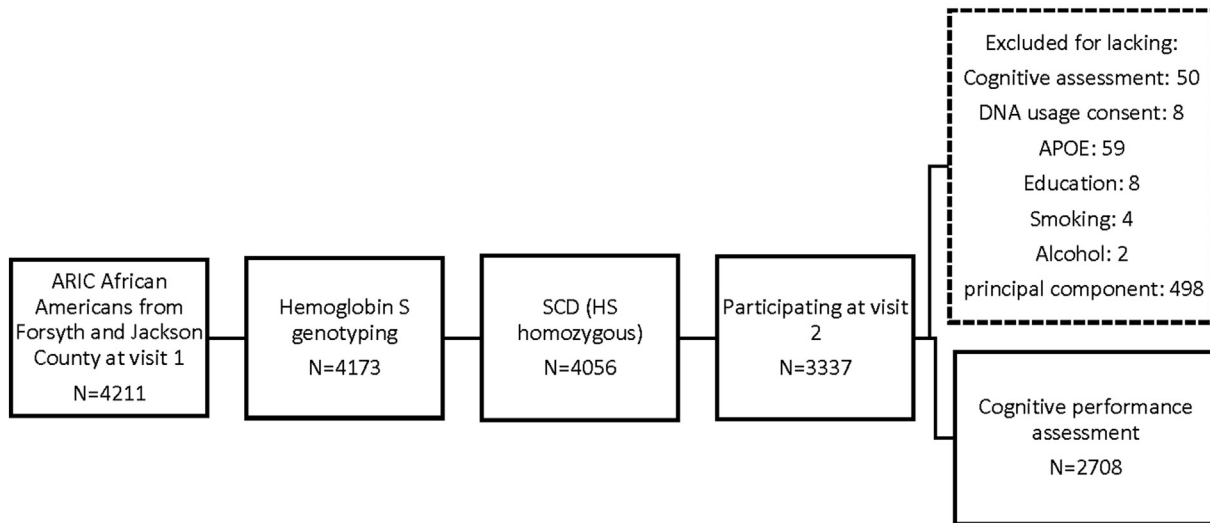 ARIC African
Americans from
Forsyth and Jackson
County at visit 1
N=4211
Hemoglobin S
genotyping
N=4173
SCD (HS
homozygous)
N=4056
Participating at visit
2
N=3337
Excluded for lacking:
Cognitive assessment: 50
DNA usage consent: 8
APOE: 59
Education: 8
Smoking: 4
Alcohol: 2
principal component: 498
Cognitive performance
assessment
N=2708